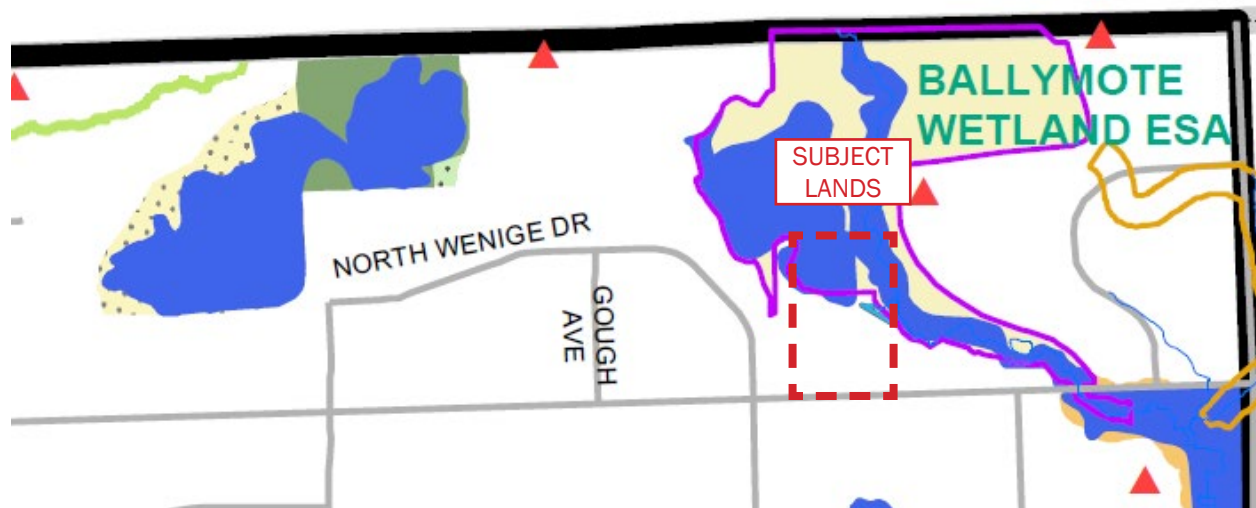 BALLYMOTE
WETLAND ESA
SUBJECT
LANDS
NORTH WENIGE DR
GOUGH
AVE